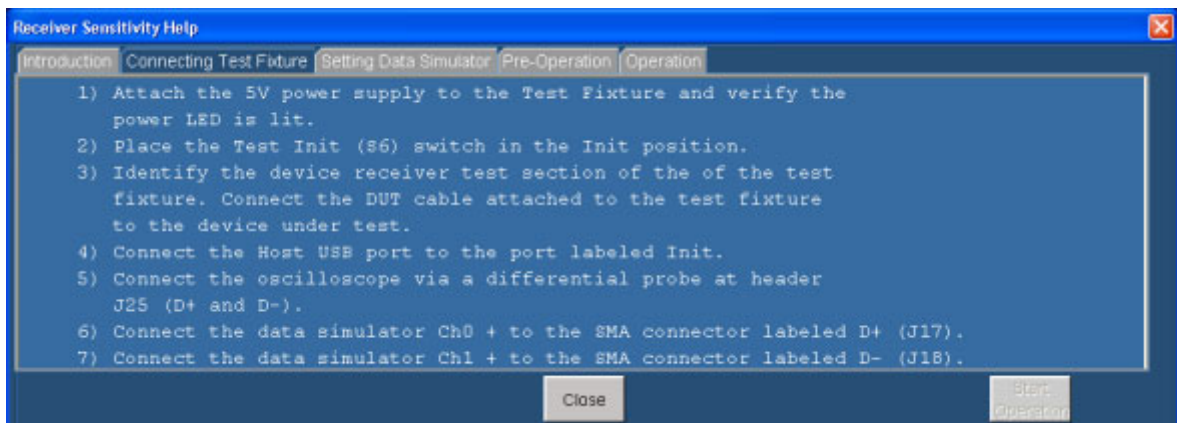 Receiver Sensitivity Help
Introduction Connecting Test Fixture Setting Data Simulator Pre-Operation Operation
1) Attach the 5V power supply to the Test Fixture and verify the
power LED is lit.
2) Place the Test Init (S6) switch in the Init position.
3) Identify the device receiver test section of the of the test
fixture. Connect the DUT cable attached to the test fixture
to the device under test.
4) Connect the Host USB port to the port labeled Init.
5) Connect the oscilloscope via a differential probe at header
J25 (D+ and D-).
6) Connect the data simulator Ch0 + to the SMA connector labeled D+ (J17).
7) Connect the data simulator Ch1 + to the SMA connector labeled D- (J18).
Close
Start
Operation